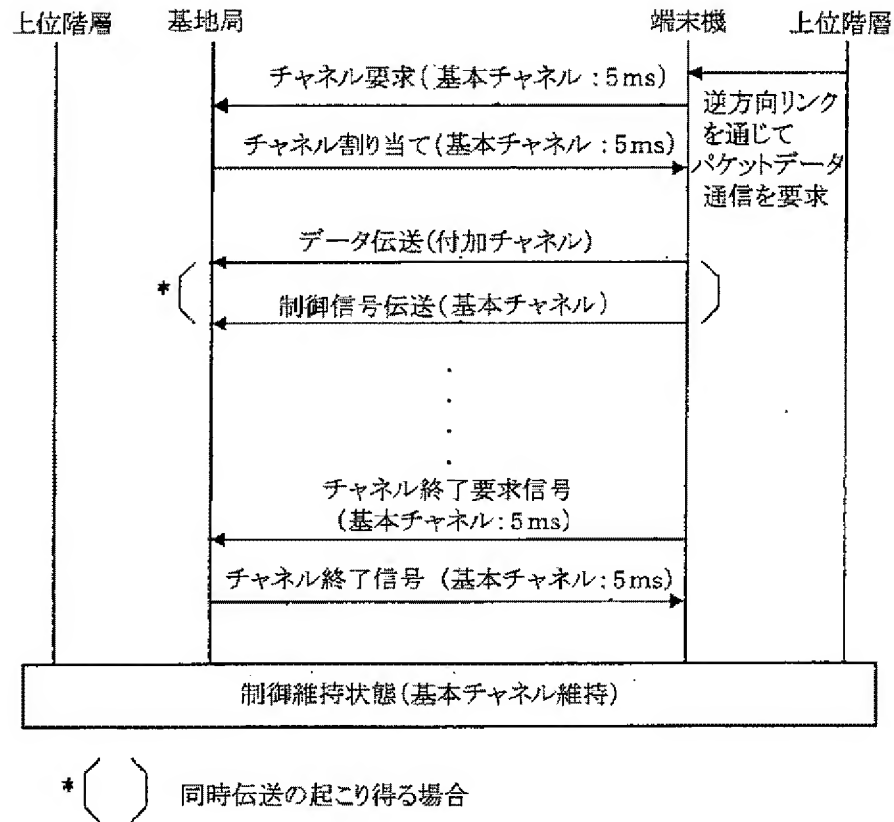 上位階層 基地局 端末機 上位階層
チャネル要求(基本チャネル:5ms)
逆方向リンク
を通じて
パケットデータ
通信を要求
チャネル割り当て(基本チャネル:5ms)
データ伝送(付加チャネル)
*
制御信号伝送(基本チャネル)
チャネル終了要求信号
(基本チャネル:5ms)
チャネル終了信号 (基本チャネル:5ms)
制御維持状態(基本チャネル維持)
*( ) 同時伝送の起こり得る場合